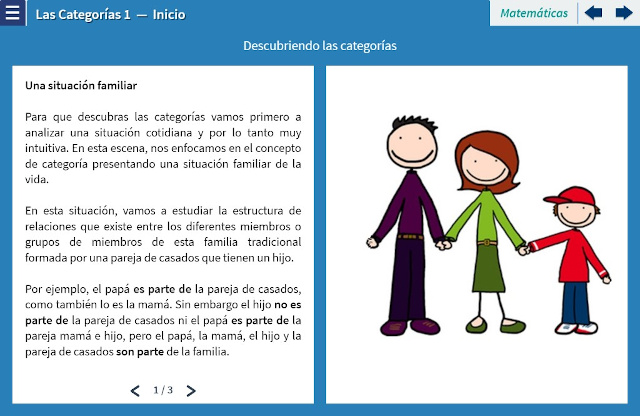 Las Categorías 1 — Inicio
Matemáticas
Descubriendo las categorías
Una situación familiar
Para que descubras las categorías vamos primero a
analizar una situación cotidiana y por lo tanto muy
intuitiva. En esta escena, nos enfocamos en el concepto
de categoría presentando una situación familiar de la
vida.
En esta situación, vamos a estudiar la estructura de
relaciones que existe entre los diferentes miembros o
grupos de miembros de esta familia tradicional
formada por una pareja de casados que tienen un hijo.
Por ejemplo, el papá es parte de la pareja de casados,
como también lo es la mamá. Sin embargo el hijo no es
parte de la pareja de casados ni el papá es parte de la
pareja mamá e hijo, pero el papá, la mamá, el hijo y la
pareja de casados son parte de la familia.
1 / 3